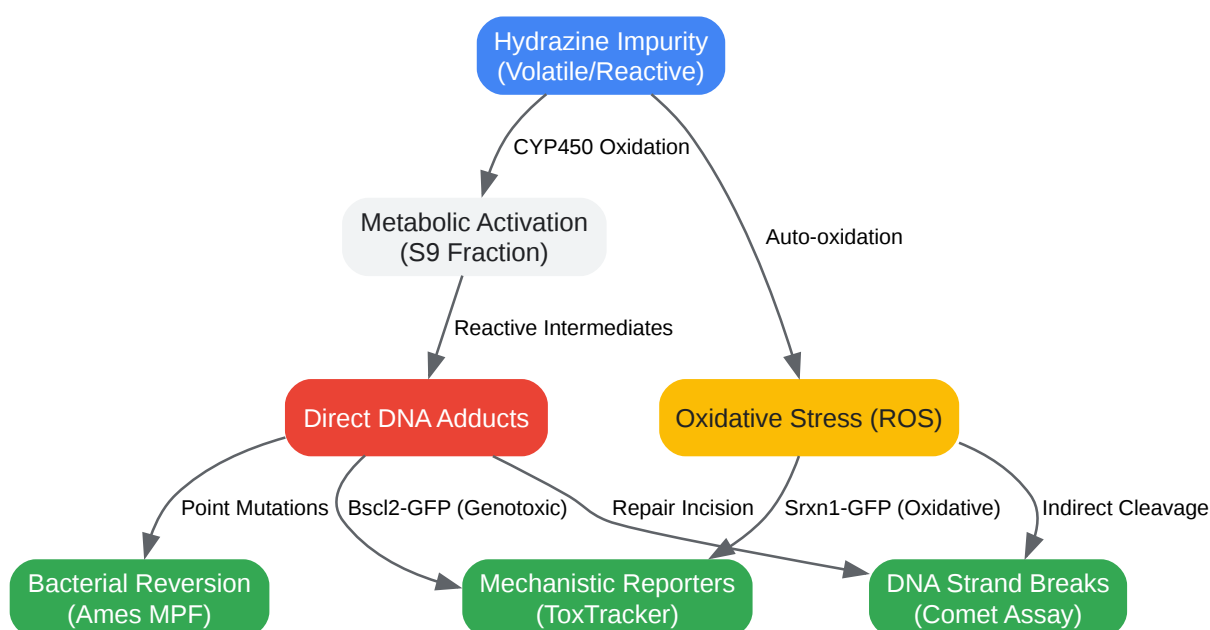 Hydrazine Impurity
(Volatile/Reactive)
CYP450 Oxidation
Metabolic Activation
(S9 Fraction)
Auto-oxidation
Reactive Intermediates
Direct DNA Adducts
Oxidative Stress (ROS)
Point Mutations
Bscl2-GFP (Genotoxic)
Repair Incision
Srxn1-GFP (Oxidative)
Indirect Cleavage
Bacterial Reversion
(Ames MPF)
Mechanistic Reporters
(ToxTracker)
DNA Strand Breaks
(Comet Assay)